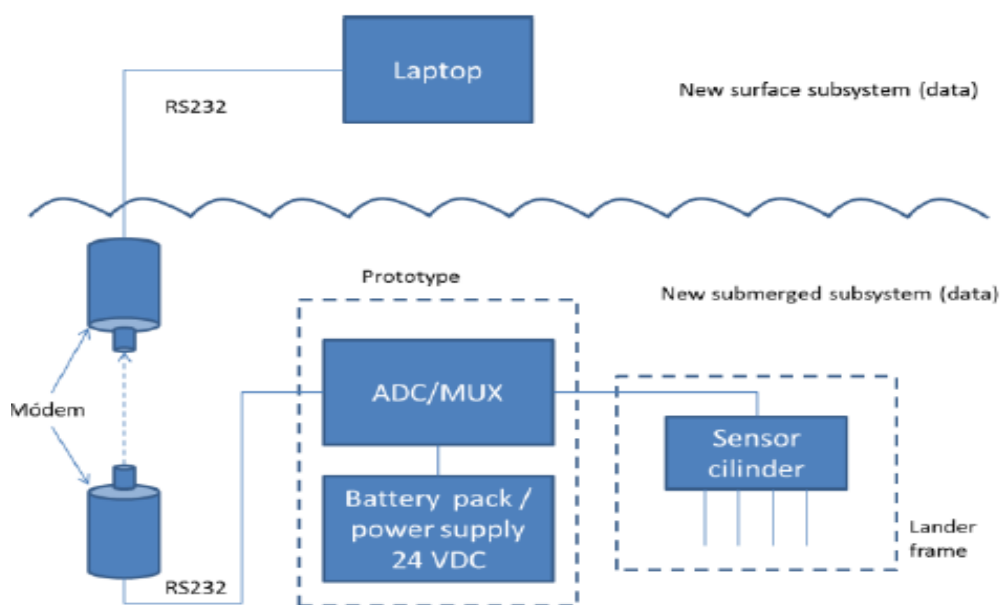 Laptop
RS232
New surface subsystem (data)
Prototype
New submerged subsystem (data)
ADC/MUX
Módem
Sensor
cilinder
Battery pack /
power supply
24 VDC
Lander
frame
RS232